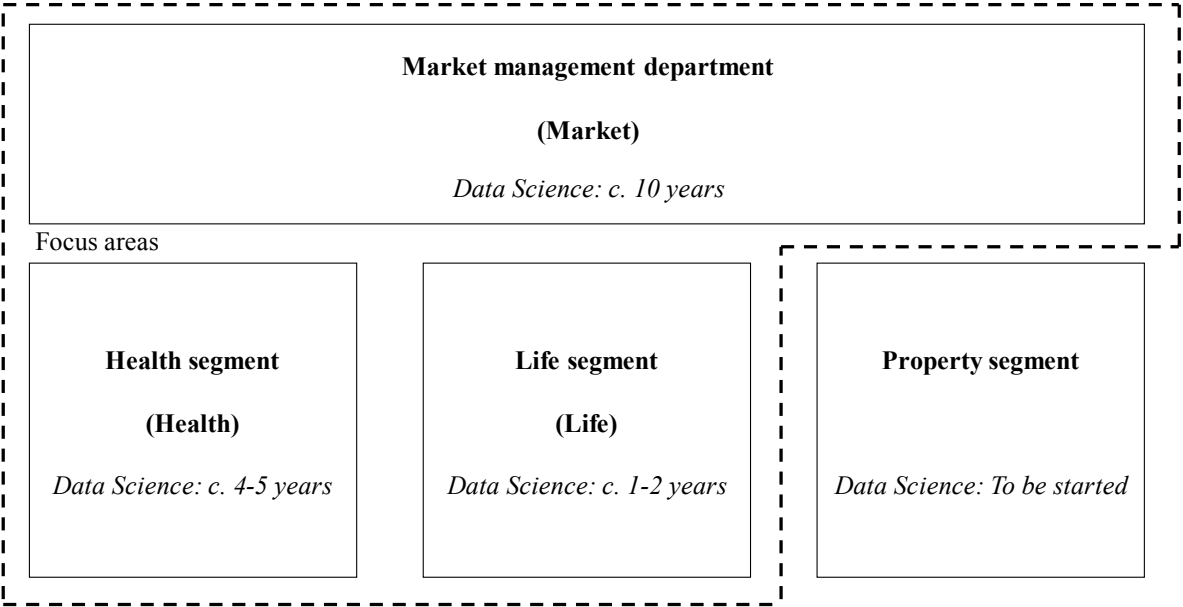 Market management department
(Market)
Data Science: c. 10 years
Focus areas
Health segment
(Health)
Data Science: c. 4-5 years
Life segment
(Life)
Data Science: c. 1-2 years
Property segment
Data Science: To be started